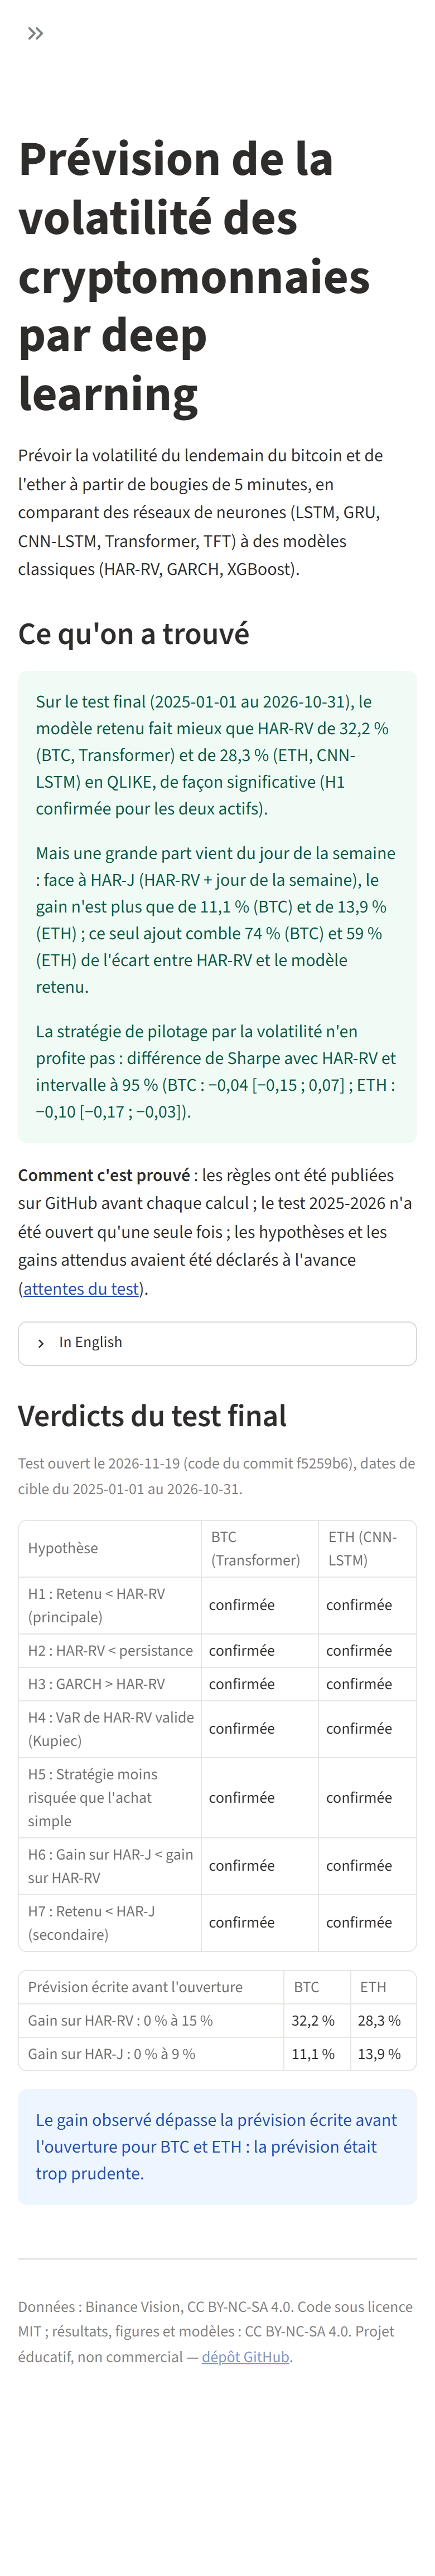 Prévision de la
volatilité des
cryptomonnaies
par deep
learning
Prévoir la volatilité du lendemain du bitcoin et de
l'ether à partir de bougies de 5 minutes, en
comparant des réseaux de neurones (LSTM, GRU,
CNN-LSTM, Transformer, TFT) à des modèles
classiques (HAR-RV, GARCH, XGBoost).
Ce qu'on a trouvé
Sur le test final (2025-01-01 au 2026-10-31), le
modèle retenu fait mieux que HAR-RV de 32,2 %
(BTC, Transformer) et de 28,3 % (ETH, CNN-
LSTM) en QLIKE, de façon significative (H1
confirmée pour les deux actifs).
Mais une grande part vient du jour de la semaine
: face à HAR-J (HAR-RV + jour de la semaine), le
gain n'est plus que de 11,1 % (BTC) et de 13,9 %
(ETH) ; ce seul ajout comble 74 % (BTC) et 59 %
(ETH) de l'écart entre HAR-RV et le modèle
retenu.
La stratégie de pilotage par la volatilité n'en
profite pas : différence de Sharpe avec HAR-RV et
intervalle à 95 % (BTC : −0,04 [−0,15 ; 0,07] ; ETH :
−0,10 [−0,17 ; −0,03]).
Comment c'est prouvé : les règles ont été publiées
sur GitHub avant chaque calcul ; le test 2025-2026 n'a
été ouvert qu'une seule fois ; les hypothèses et les
gains attendus avaient été déclarés à l'avance
(attentes du test).
In English
Verdicts du test final
Test ouvert le 2026-11-19 (code du commit f5259b6), dates de
cible du 2025-01-01 au 2026-10-31.
Hypothèse BTC (Transformer) ETH (CNN-LSTM)
H1 : Retenu < HAR-RV (principale) confirmée confirmée
H2 : HAR-RV < persistance confirmée confirmée
H3 : GARCH > HAR-RV confirmée confirmée
H4 : VaR de HAR-RV valide (Kupiec) confirmée confirmée
H5 : Stratégie moins risquée que l'achat simple confirmée confirmée
H6 : Gain sur HAR-J < gain sur HAR-RV confirmée confirmée
H7 : Retenu < HAR-J (secondaire) confirmée confirmée
Prévision écrite avant l'ouverture BTC ETH
Gain sur HAR-RV : 0 % à 15 % 32,2 % 28,3 %
Gain sur HAR-J : 0 % à 9 % 11,1 % 13,9 %
Le gain observé dépasse la prévision écrite avant
l'ouverture pour BTC et ETH : la prévision était
trop prudente.
Données : Binance Vision, CC BY-NC-SA 4.0. Code sous licence
MIT ; résultats, figures et modèles : CC BY-NC-SA 4.0. Projet
éducatif, non commercial — dépôt GitHub.